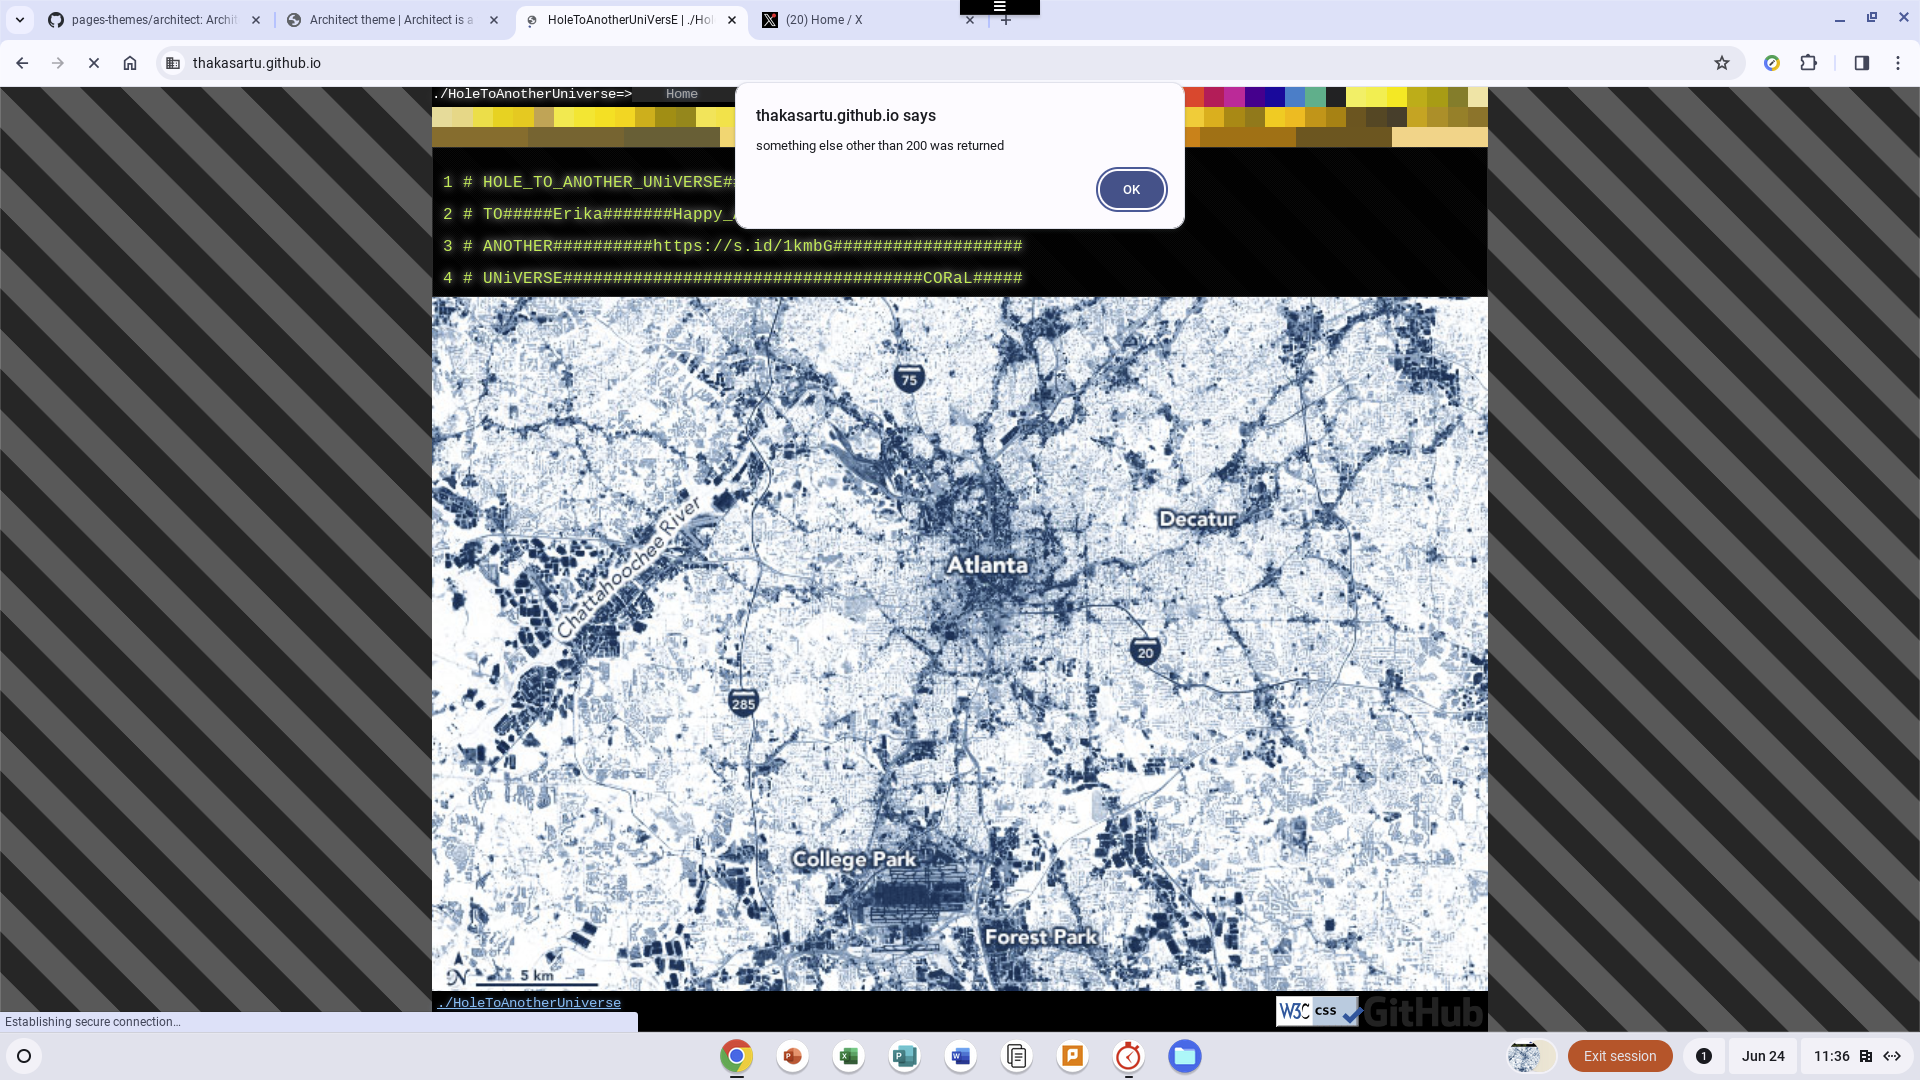 pages-themes/architect: Archit
Architect theme | Architect is a
HoleToAnotherUniVersE | ./Hol
(20) Home / X
thakasartu.github.io
./HoleToAnotherUniverse=>
Home
thakasartu.github.io says
something else other than 200 was returned
OK
1 # HOLE_TO_ANOTHER_UNiVERSE#
2 # TO#####Erika#######Happy_
3 # ANOTHER##########https://s.id/1kmbG###################
4 # UNiVERSE####################################CORaL#####
75
Chattahoochee River
Decatur
Atlanta
20
285
College Park
Forest Park
N
5 km
./HoleToAnotherUniverse
W3C css
GitHub
Establishing secure connection…
Exit session
1
Jun 24
11:36